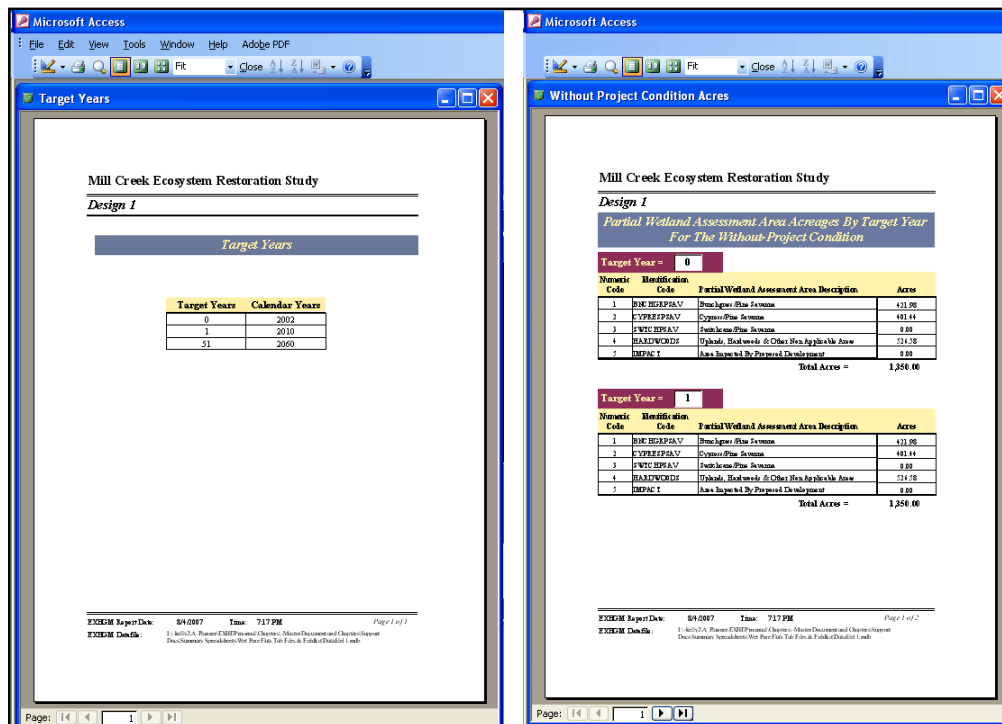 Microsoft Access
File Edit View Tools Window Help Adobe PDF
Fit Close
Target Years
Mill Creek Ecosystem Restoration Study
Design 1
Target Years
Target Years Calendar Years
0 2002
1 2010
51 2060
EXHGM Report Date: 8/4/2007 Time: 7:17 PM Page 1 of 1
EXHGM Datafile:
Page: 1
Microsoft Access
Fit Close
Without Project Condition Acres
Mill Creek Ecosystem Restoration Study
Design 1
Partial Wetland Assessment Area Acreages By Target Year
For The Without-Project Condition
Target Year = 0
Numeric Code Identification Code Partial Wetland Assessment Area Description Acres
1 BNCHGRPSAV Bunchgrass/Pine Savanna 421.98
2 CYPRESPSAV Cypress/Pine Savanna 401.44
3 SWTCHPSAV Switchcane/Pine Savanna 0.00
4 HARDWOODS Uplands, Hardwoods & Other Non Applicable Areas 526.58
5 IMPACT Area Impacted By Proposed Development 0.00
Total Acres = 1,350.00
Target Year = 1
Numeric Code Identification Code Partial Wetland Assessment Area Description Acres
1 BNCHGRPSAV Bunchgrass/Pine Savanna 421.98
2 CYPRESPSAV Cypress/Pine Savanna 401.44
3 SWTCHPSAV Switchcane/Pine Savanna 0.00
4 HARDWOODS Uplands, Hardwoods & Other Non Applicable Areas 526.58
5 IMPACT Area Impacted By Proposed Development 0.00
Total Acres = 1,350.00
EXHGM Report Date: 8/4/2007 Time: 7:17 PM Page 1 of 2
EXHGM Datafile:
Page: 1